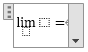 lim =